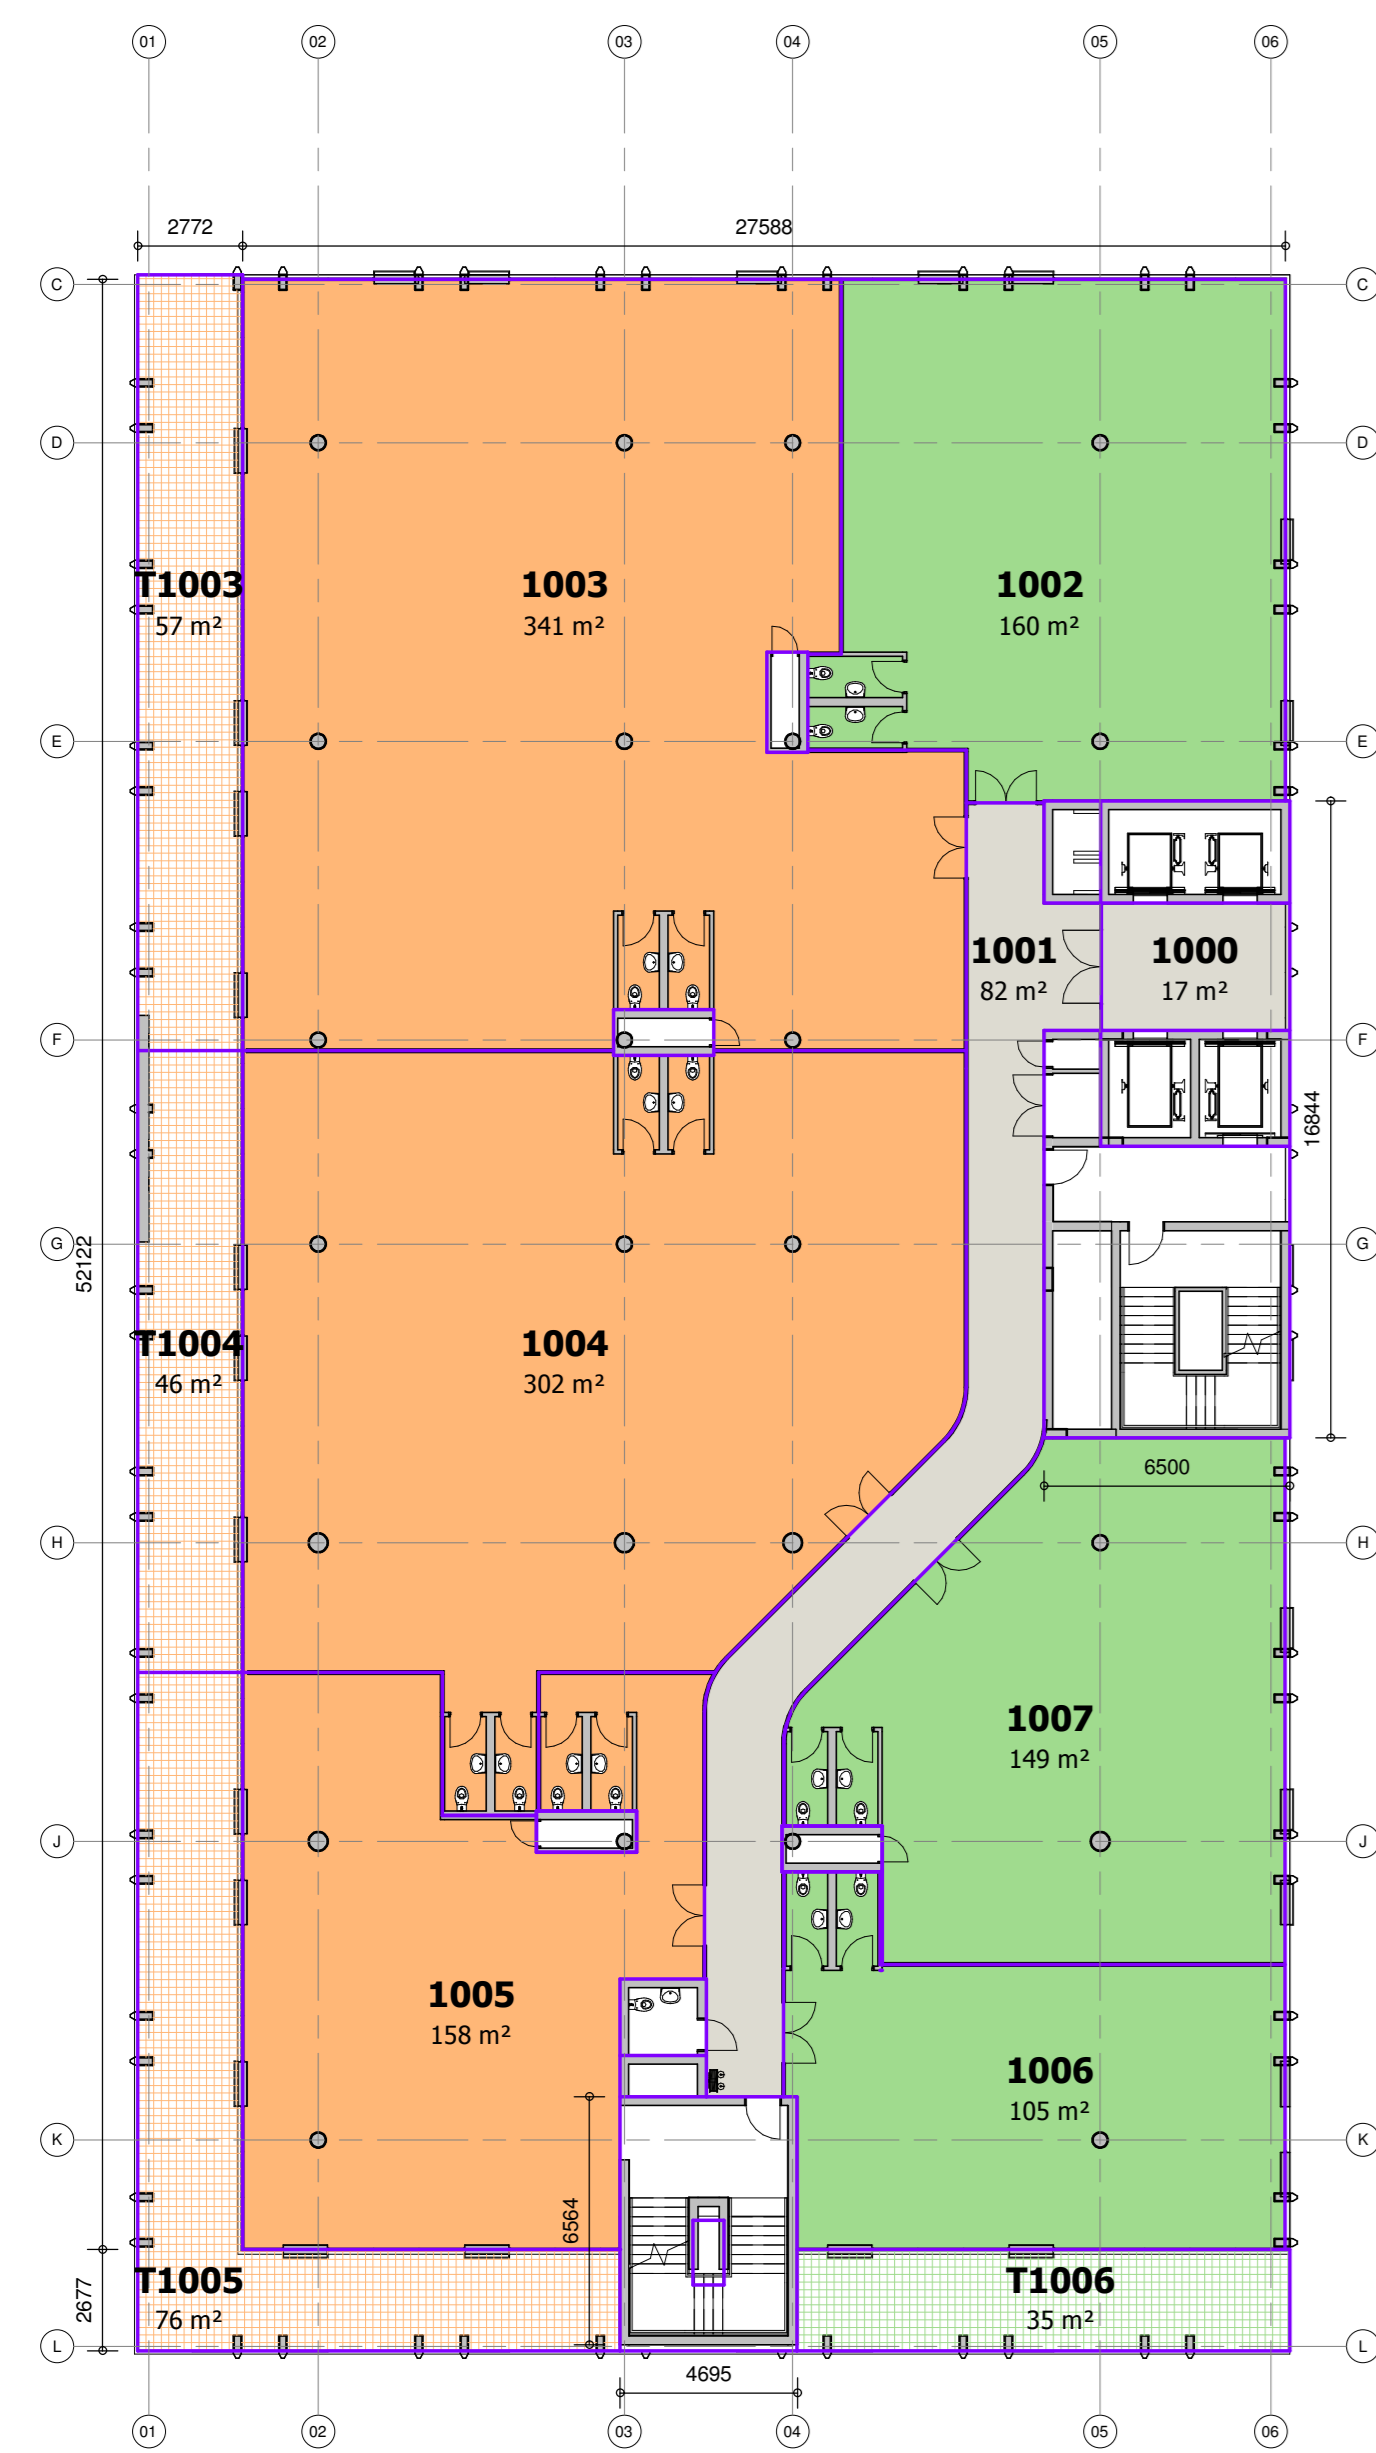 01 02 03 04 05 06
2772 27588
C C
D D
T1003 1003 1002
57 m² 341 m² 160 m²
E E
1001 1000
82 m² 17 m²
F F
16844
G G
52122
T1004 1004
46 m² 302 m²
6500
H H
1007
149 m²
J J
1005
158 m²
1006
105 m²
K K
6564
T1005 T1006
76 m² 35 m²
2677
L L
4695
01 02 03 04 05 06